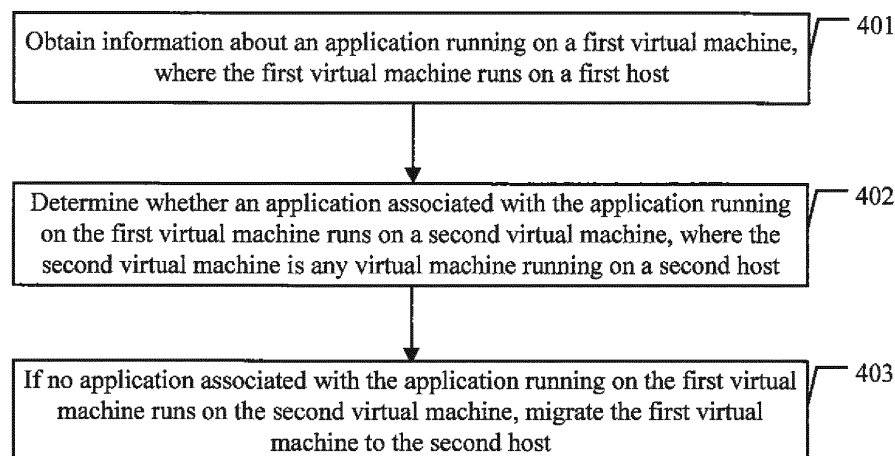 Obtain information about an application running on a first virtual machine,
where the first virtual machine runs on a first host
401
Determine whether an application associated with the application running
on the first virtual machine runs on a second virtual machine, where the
second virtual machine is any virtual machine running on a second host
402
If no application associated with the application running on the first virtual
machine runs on the second virtual machine, migrate the first virtual
machine to the second host
403